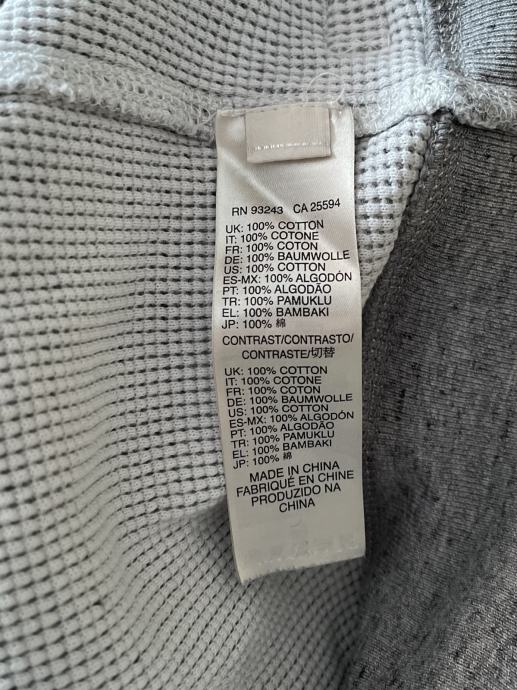 RN 93243 CA 25594
UK: 100% COTTON
IT: 100% COTONE
FR: 100% COTON
DE: 100% BAUMWOLLE
US: 100% COTTON
ES-MX: 100% ALGODÓN
PT: 100% ALGODÃO
TR: 100% PAMUKLU
EL: 100% BAMBAKI
JP: 100% 綿
CONTRAST/CONTRASTO/
CONTRASTE/切替
UK: 100% COTTON
IT: 100% COTONE
FR: 100% COTON
DE: 100% BAUMWOLLE
US: 100% COTTON
ES-MX: 100% ALGODÓN
PT: 100% ALGODÃO
TR: 100% PAMUKLU
EL: 100% BAMBAKI
JP: 100% 綿
MADE IN CHINA
FABRIQUÉ EN CHINE
PRODUZIDO NA
CHINA